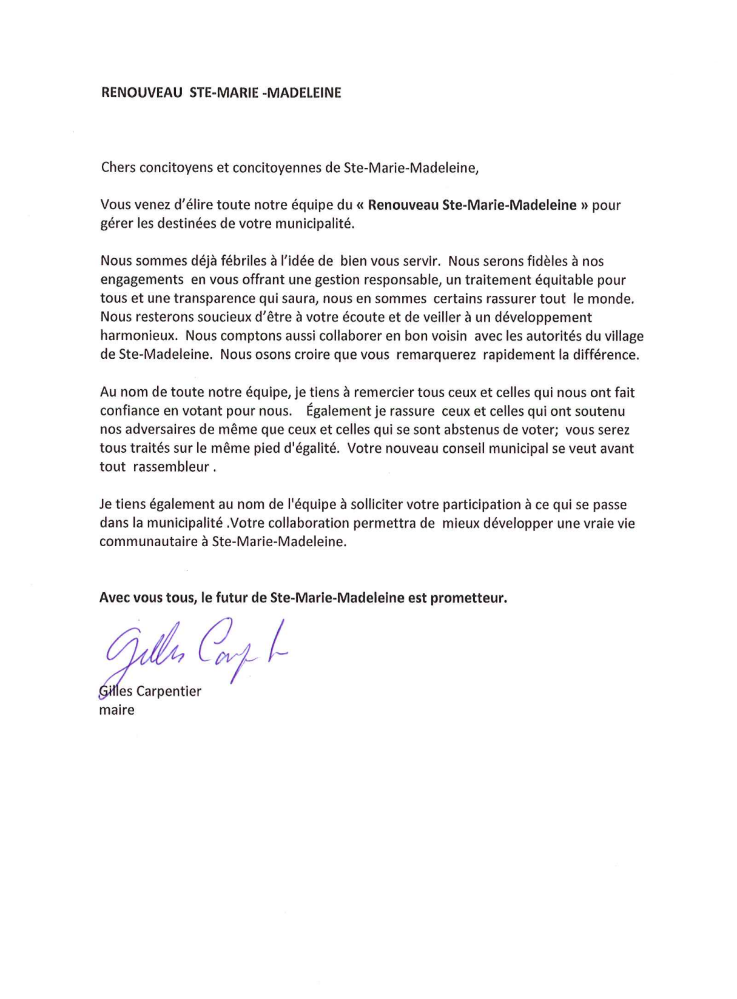 RENOUVEAU  STE-MARIE -MADELEINE
Chers concitoyens et concitoyennes de Ste-Marie-Madeleine,
Vous venez d’élire toute notre équipe du « Renouveau Ste-Marie-Madeleine » pour
gérer les destinées de votre municipalité.
Nous sommes déjà fébriles à l’idée de  bien vous servir.  Nous serons fidèles à nos
engagements  en vous offrant une gestion responsable, un traitement équitable pour
tous et une transparence qui saura, nous en sommes  certains rassurer tout  le monde.
Nous resterons soucieux d’être à votre écoute et de veiller à un développement
harmonieux.  Nous comptons aussi collaborer en bon voisin  avec les autorités du village
de Ste-Madeleine.  Nous osons croire que vous  remarquerez  rapidement la différence.
Au nom de toute notre équipe, je tiens à remercier tous ceux et celles qui nous ont fait
confiance en votant pour nous.    Également je rassure  ceux et celles qui ont soutenu
nos adversaires de même que ceux et celles qui se sont abstenus de voter;  vous serez
tous traités sur le même pied d'égalité.  Votre nouveau conseil municipal se veut avant
tout  rassembleur .
Je tiens également au nom de l'équipe à solliciter votre participation à ce qui se passe
dans la municipalité .Votre collaboration permettra de  mieux développer une vraie vie
communautaire à Ste-Marie-Madeleine.
Avec vous tous, le futur de Ste-Marie-Madeleine est prometteur.
Gilles Carpentier
maire